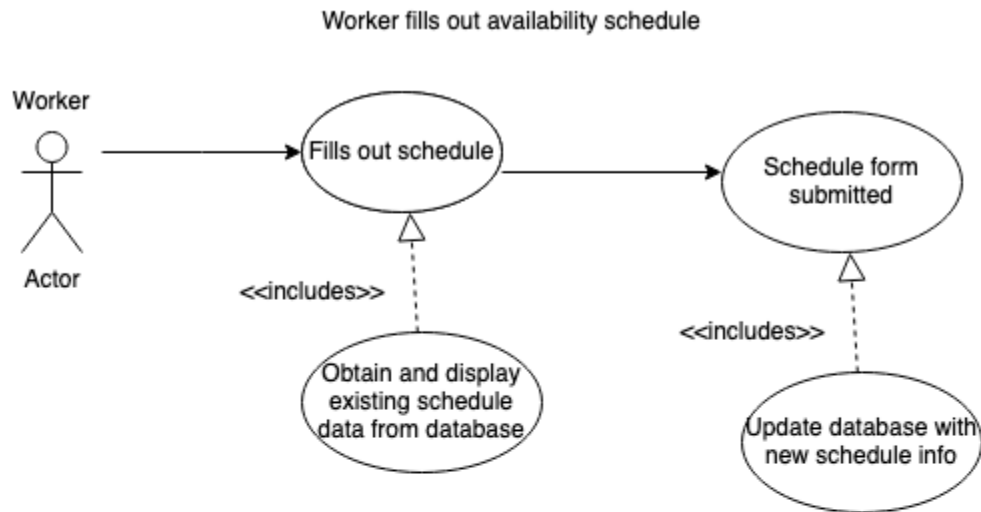 Worker fills out availability schedule
Worker
Actor
Fills out schedule
Schedule form
submitted
<<includes>>
<<includes>>
Obtain and display
existing schedule
data from database
Update database with
new schedule info